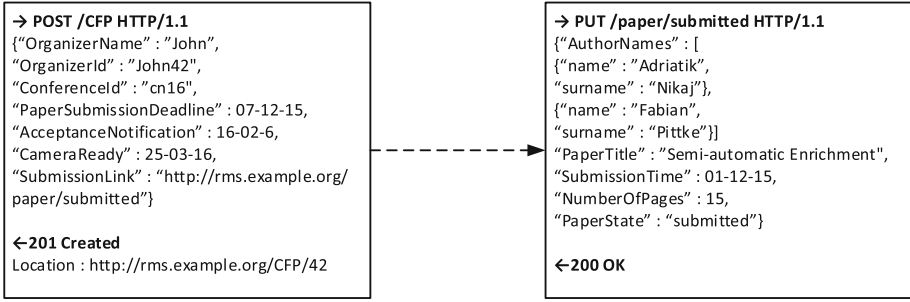 → POST /CFP HTTP/1.1
{“OrganizerName” : ”John”,
“OrganizerId” : ”John42",
“ConferenceId” : ”cn16”,
“PaperSubmissionDeadline” : 07-12-15,
“AcceptanceNotification” : 16-02-6,
“CameraReady” : 25-03-16,
“SubmissionLink” : “http://rms.example.org/
paper/submitted”}
←201 Created
Location : http://rms.example.org/CFP/42
→ PUT /paper/submitted HTTP/1.1
{“AuthorNames” : [
{“name” : ”Adriatik”,
“surname” : “Nikaj”},
{“name” : ”Fabian”,
“surname” : “Pittke”}]
“PaperTitle” : ”Semi-automatic Enrichment",
“SubmissionTime” : 01-12-15,
“NumberOfPages” : 15,
“PaperState” : “submitted”}
←200 OK